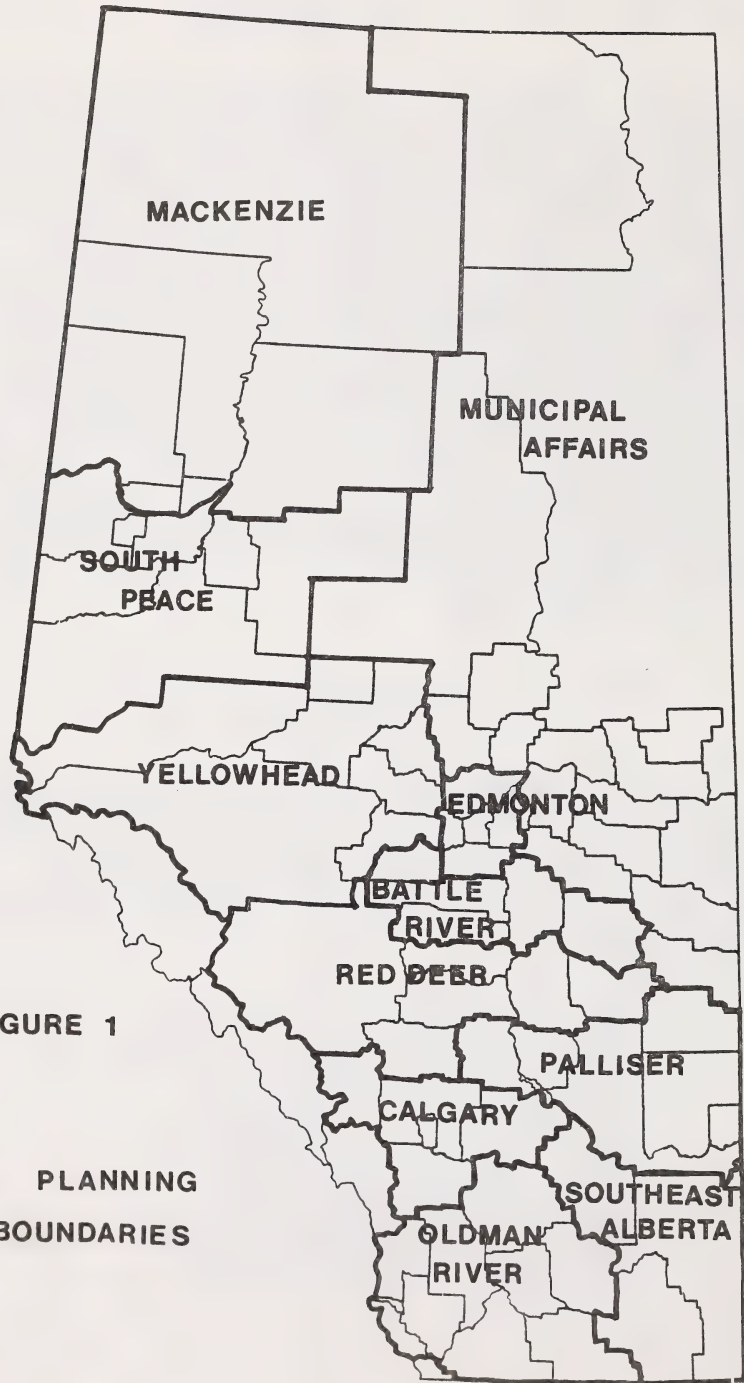 MACKENZIE
MUNICIPAL
AFFAIRS
SOUTH
PEACE
YELLOWHEAD
EDMONTON
BATTLE
RIVER
RED DEER
GURE 1
PALLISER
CALGARY
PLANNING
BOUNDARIES
SOUTHEAST
ALBERTA
OLDMAN
RIVER